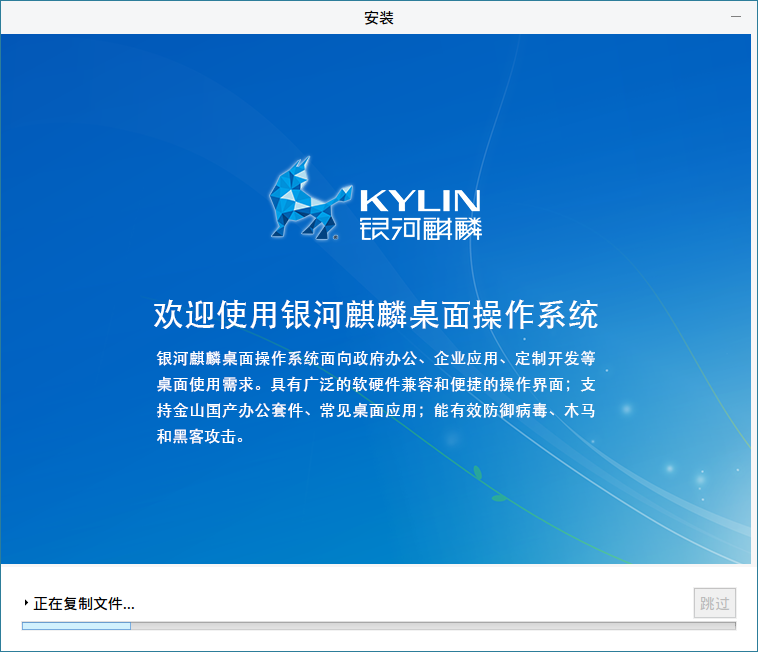 安装
KYLIN
银河麒麟
欢迎使用银河麒麟桌面操作系统
银河麒麟桌面操作系统面向政府办公、企业应用、定制开发等
桌面使用需求。具有广泛的软硬件兼容和便捷的操作界面；支
持金山国产办公套件、常见桌面应用；能有效防御病毒、木马
和黑客攻击。
正在复制文件...
跳过